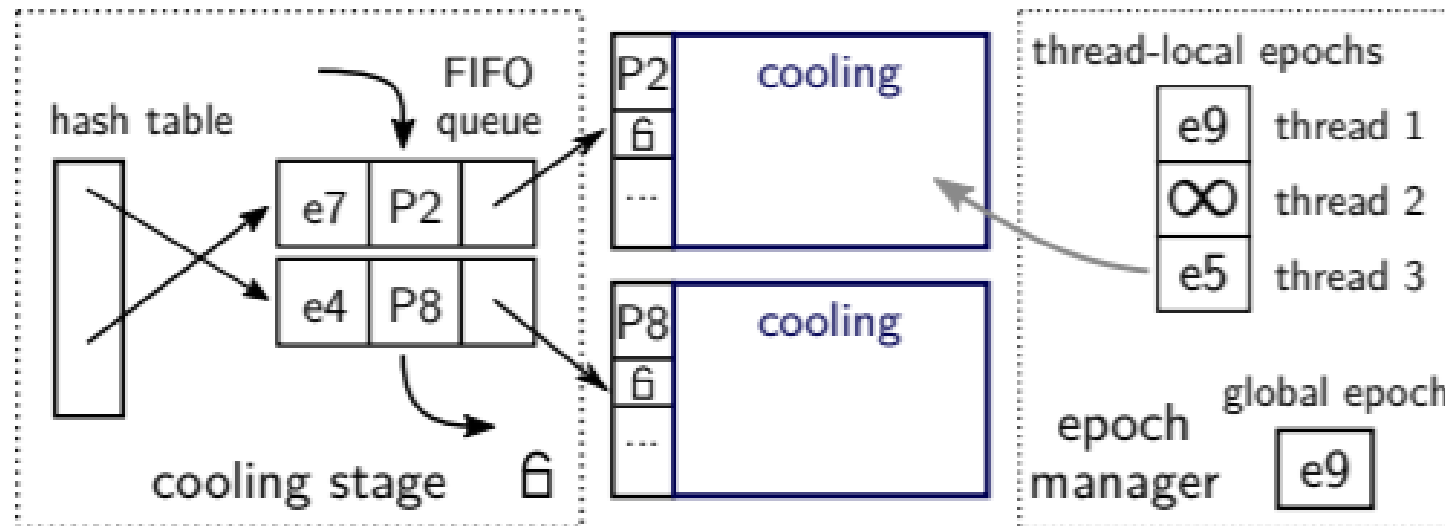 hash table
FIFO
queue
e7 P2
e4 P8
cooling stage
P2
...
cooling
P8
...
cooling
thread-local epochs
e9 thread 1
∞ thread 2
e5 thread 3
epoch
manager
global epoch
e9